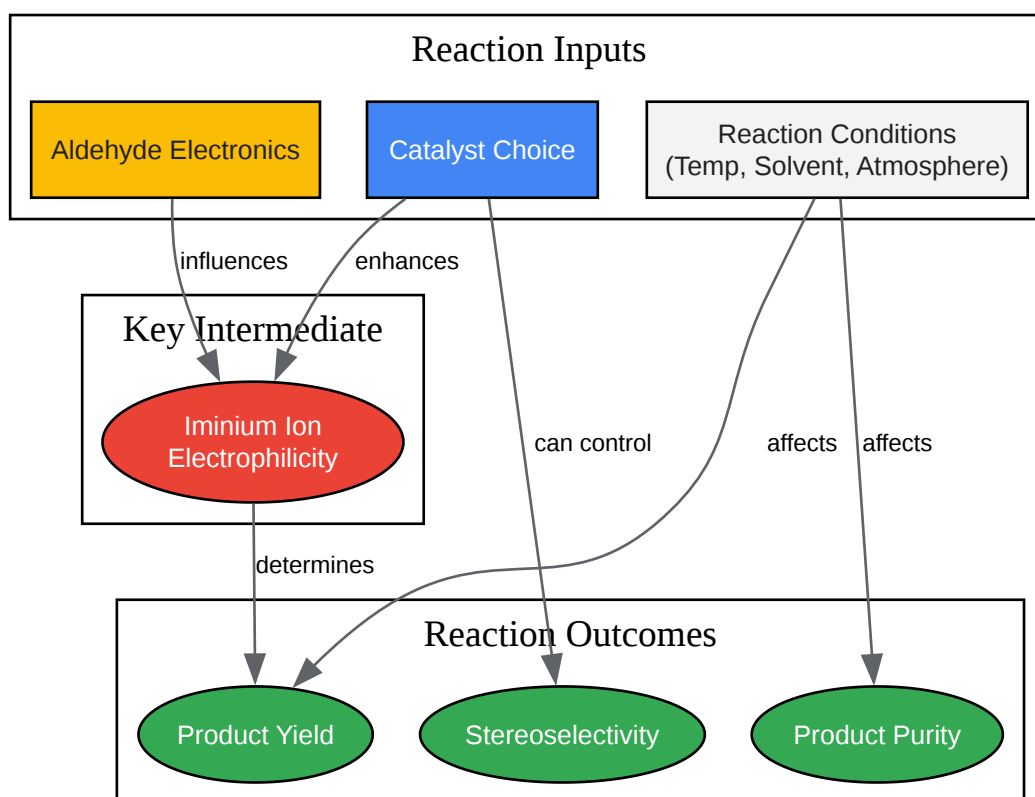 Reaction Inputs
Aldehyde Electronics
Catalyst Choice
Reaction Conditions
(Temp, Solvent, Atmosphere)
influences
enhances
Key Intermediate
Iminium Ion
Electrophilicity
can control
affects
affects
determines
Reaction Outcomes
Product Yield
Stereoselectivity
Product Purity